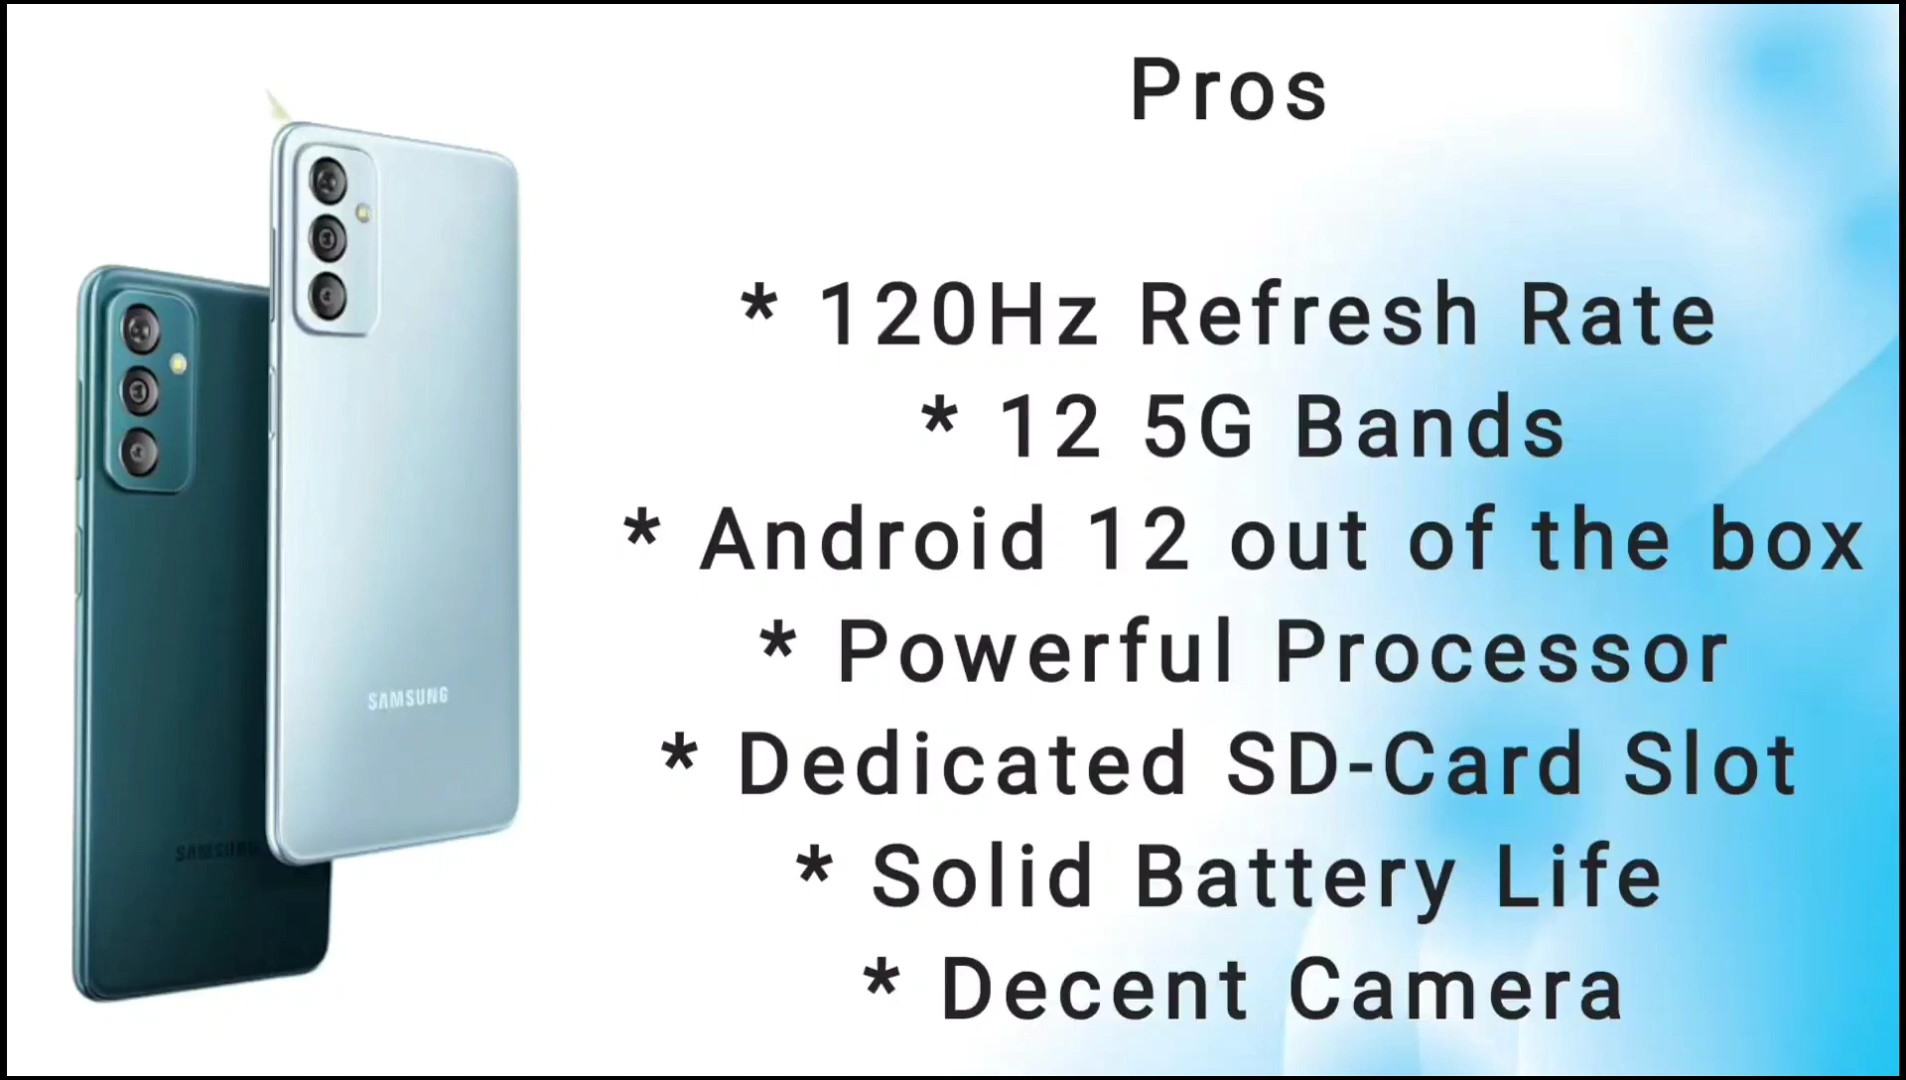 Pros
* 120Hz Refresh Rate
* 12 5G Bands
* Android 12 out of the box
* Powerful Processor
* Dedicated SD-Card Slot
* Solid Battery Life
* Decent Camera
SAMSUNG
SAMSUNG